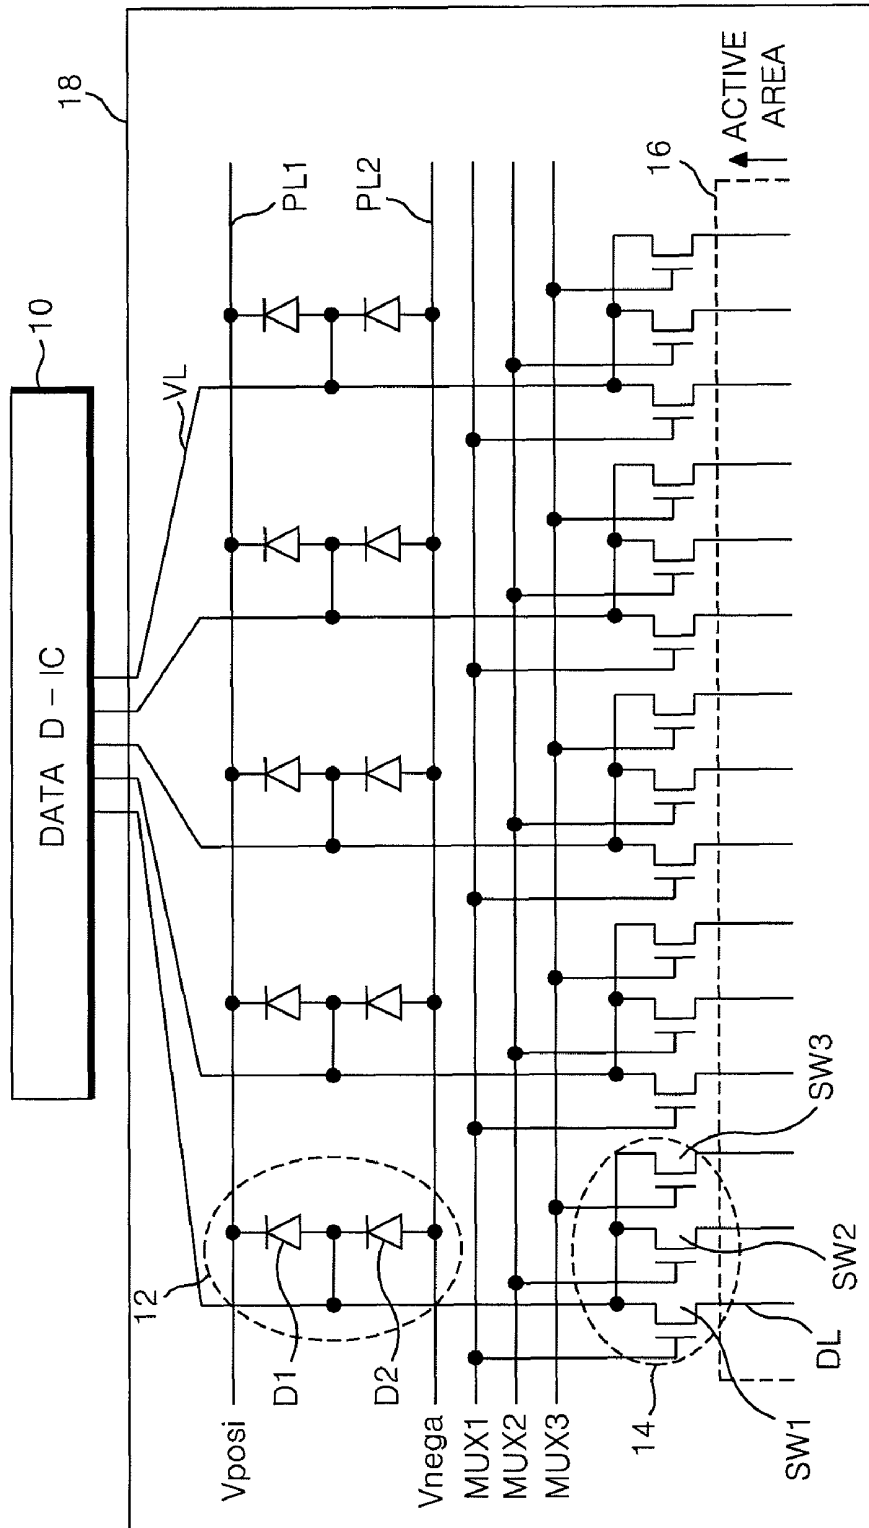 DATA D-IC
10
18
VL
PL1
PL2
12
D1
D2
Vposi
Vnega
MUX1
MUX2
MUX3
14
16
ACTIVE
AREA
SW1
DL
SW2
SW3